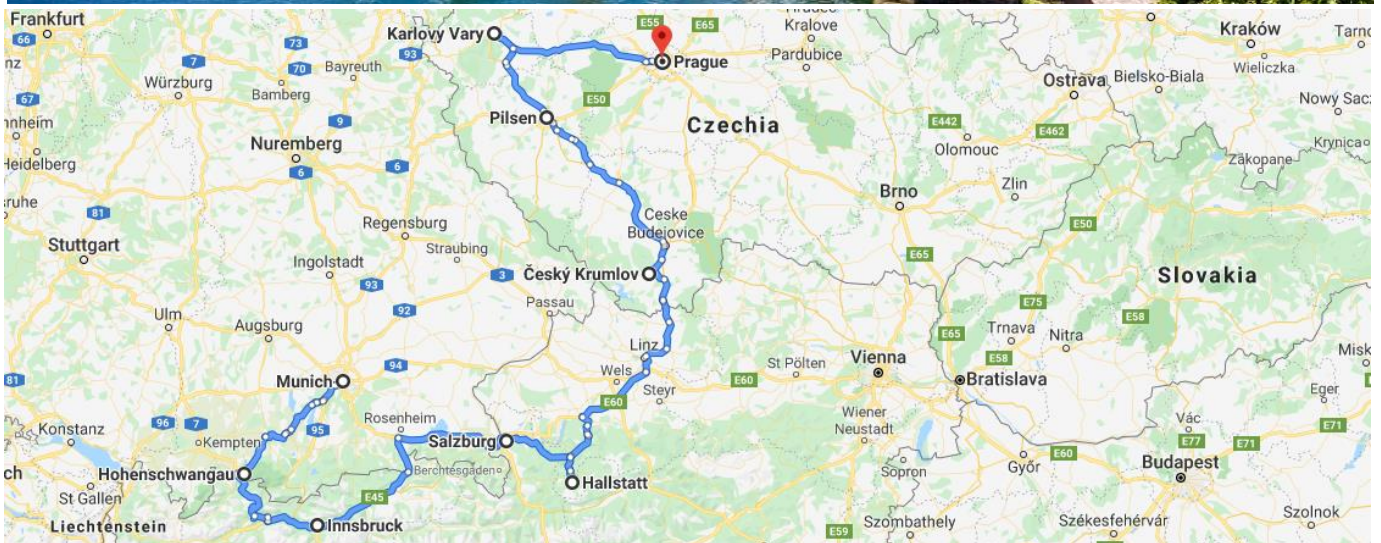 Frankfurt
66
73
7
70
Würzburg
Bamberg
Bayreuth
93
Karlovy Vary
E55
E65
Kralove
Pardubice
Prague
Kraków
Wieliczka
67
9
Pilsen
E50
Czechia
Ostrava
Bielsko-Biala
Nowy Sac
Nuremberg
6
6
E442
E462
Olomouc
Krynica
Heidelberg
Zakopane
Zlin
Brno
81
Regensburg
Ceske
Budejovice
E50
Stuttgart
Straubing
Ingolstadt
3
Český Krumlov
E65
Slovakia
93
Passau
E75
E58
92
Ulm
Augsburg
Linz
Trnava
Nitra
E65
E58
81
Munich
94
Wels
Steyr
St Pölten
Vienna
Bratislava
E60
Eger
96
7
95
Rosenheim
E60
Wiener
Neustadt
Vác
E71
Konstanz
Kempten
Salzburg
E77
E71
Berchtesgaden
Sopron
Győr
E60
Budapest
Hohenschwangau
Hallstatt
St Gallen
E45
Liechtenstein
Innsbruck
E59
Szombathely
Székesfehérvár
Szolnok